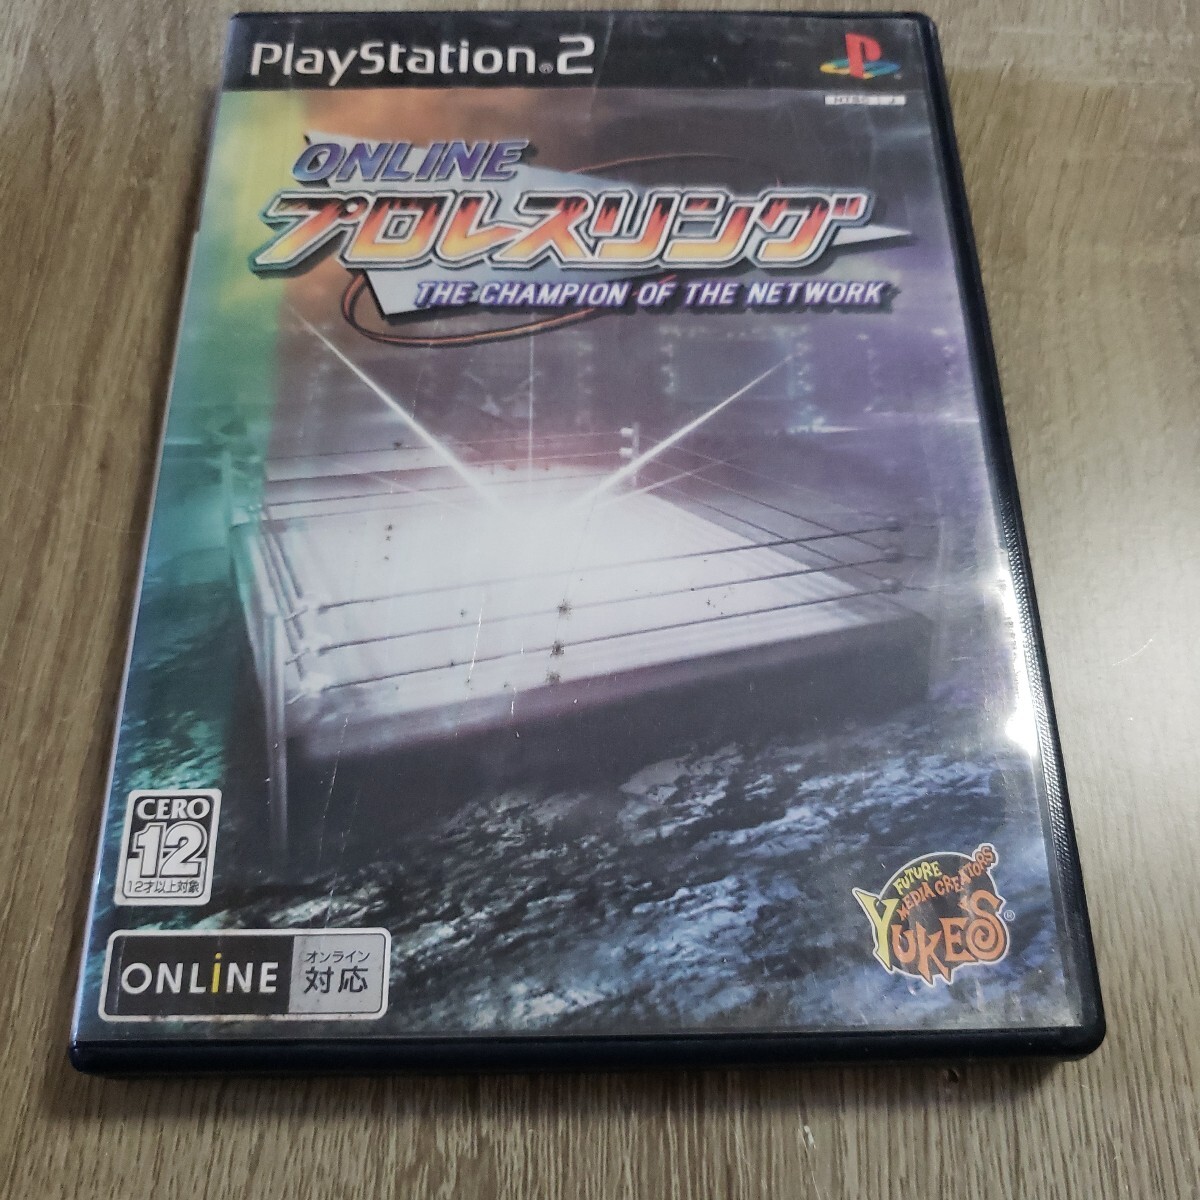 PlayStation®2
NTSC J
ONLINE
プロレスリング
THE CHAMPION OF THE NETWORK
CERO
12
12才以上対象
ONLiNE
オンライン
対応
FUTURE
MEDIA CREATORS
YUKE'S®